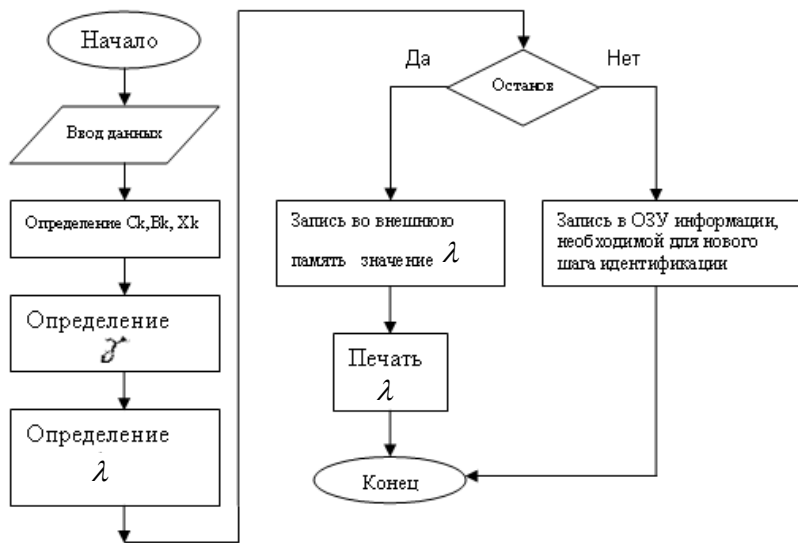 Начало
Ввод данных
Определение Ck,Bk, Xk
Определение
γ
Определение
λ
Останов
Да
Нет
Запись во внешнюю
память значение λ
Печать
λ
Запись в ОЗУ информации,
необходимой для нового
шага идентификации
Конец